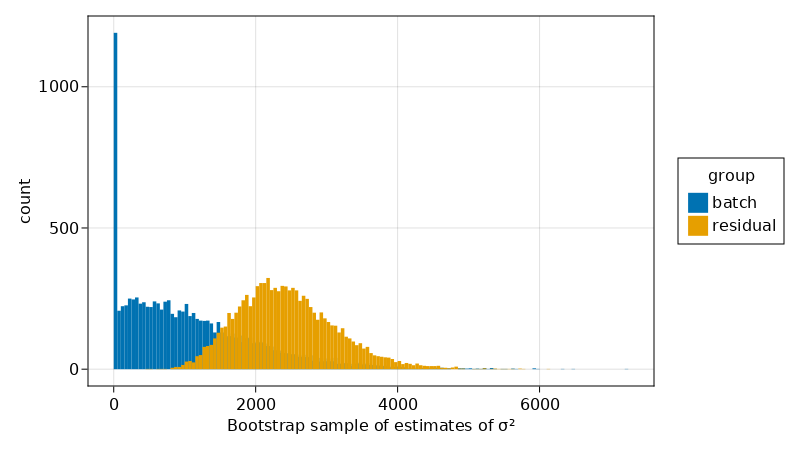 1000
500
0
count
0 2000 4000 6000
Bootstrap sample of estimates of σ²
group
batch
residual